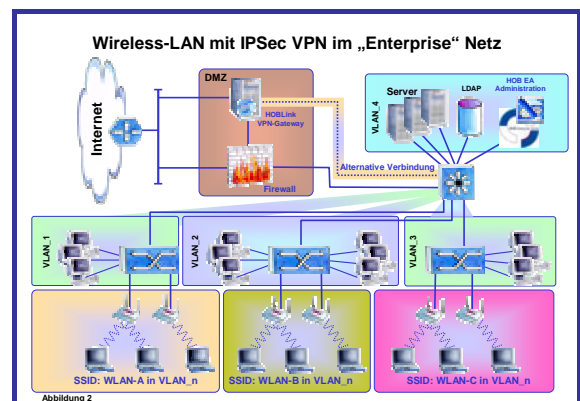 Wireless-LAN mit IPSec VPN im „Enterprise“ Netz
Internet
DMZ
HOBLink
VPN-Gateway
Firewall
Alternative Verbindung
VLAN_4
Server
LDAP
HOB EA
Administration
VLAN_1
VLAN_2
VLAN_3
SSID: WLAN-A in VLAN_n
SSID: WLAN-B in VLAN_n
SSID: WLAN-C in VLAN_n
Abbildung 2